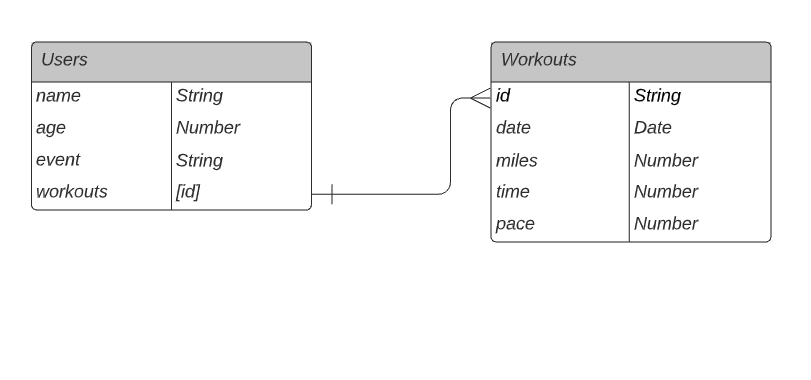 Users
name String
age Number
event String
workouts [id]
Workouts
id String
date Date
miles Number
time Number
pace Number